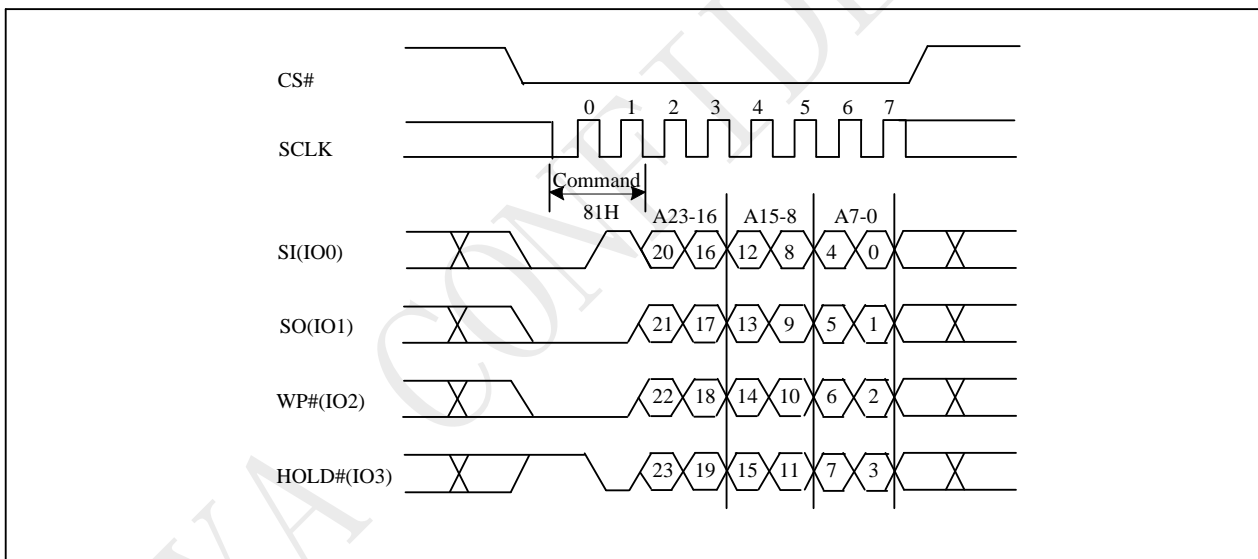 CS#
0 1 2 3 4 5 6 7
SCLK
Command
81H A23-16 A15-8 A7-0
SI(IO0) 20 16 12 8 4 0
SO(IO1) 21 17 13 9 5 1
WP#(IO2) 22 18 14 10 6 2
HOLD#(IO3) 23 19 15 11 7 3